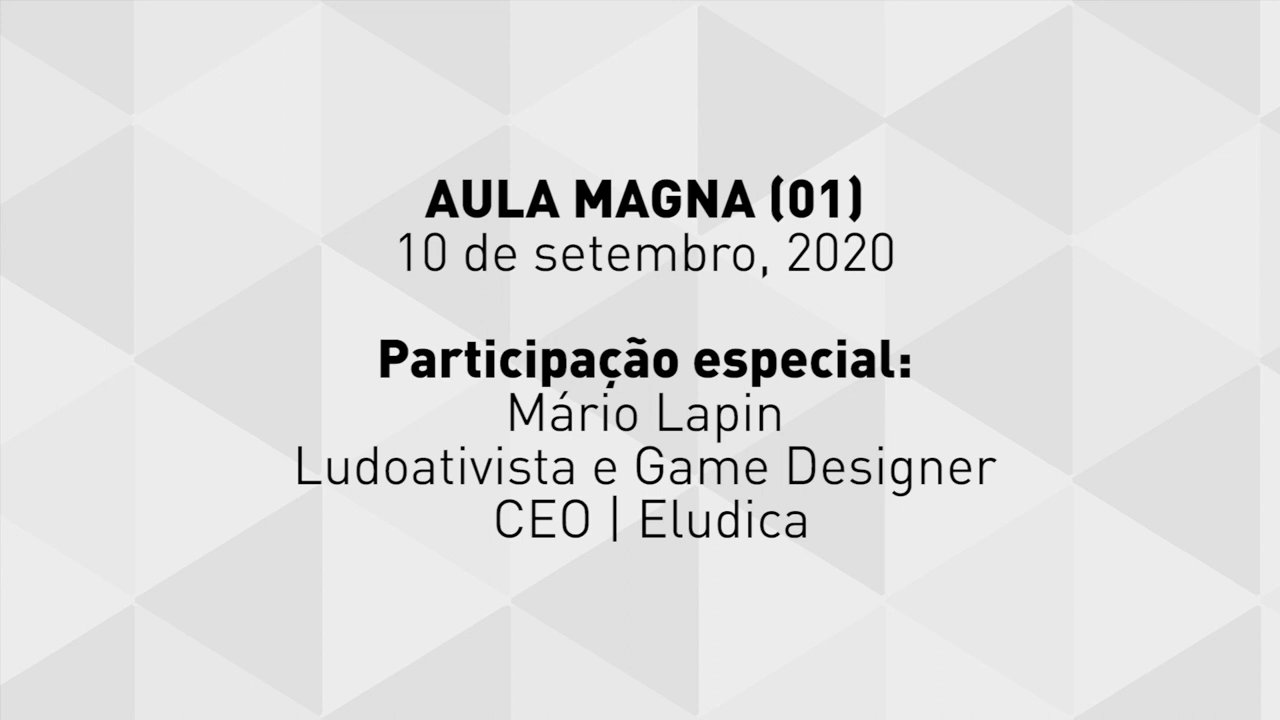 AULA MAGNA (01)
10 de setembro, 2020
Participação especial:
Mário Lapin
Ludoativista e Game Designer
CEO | Eludica